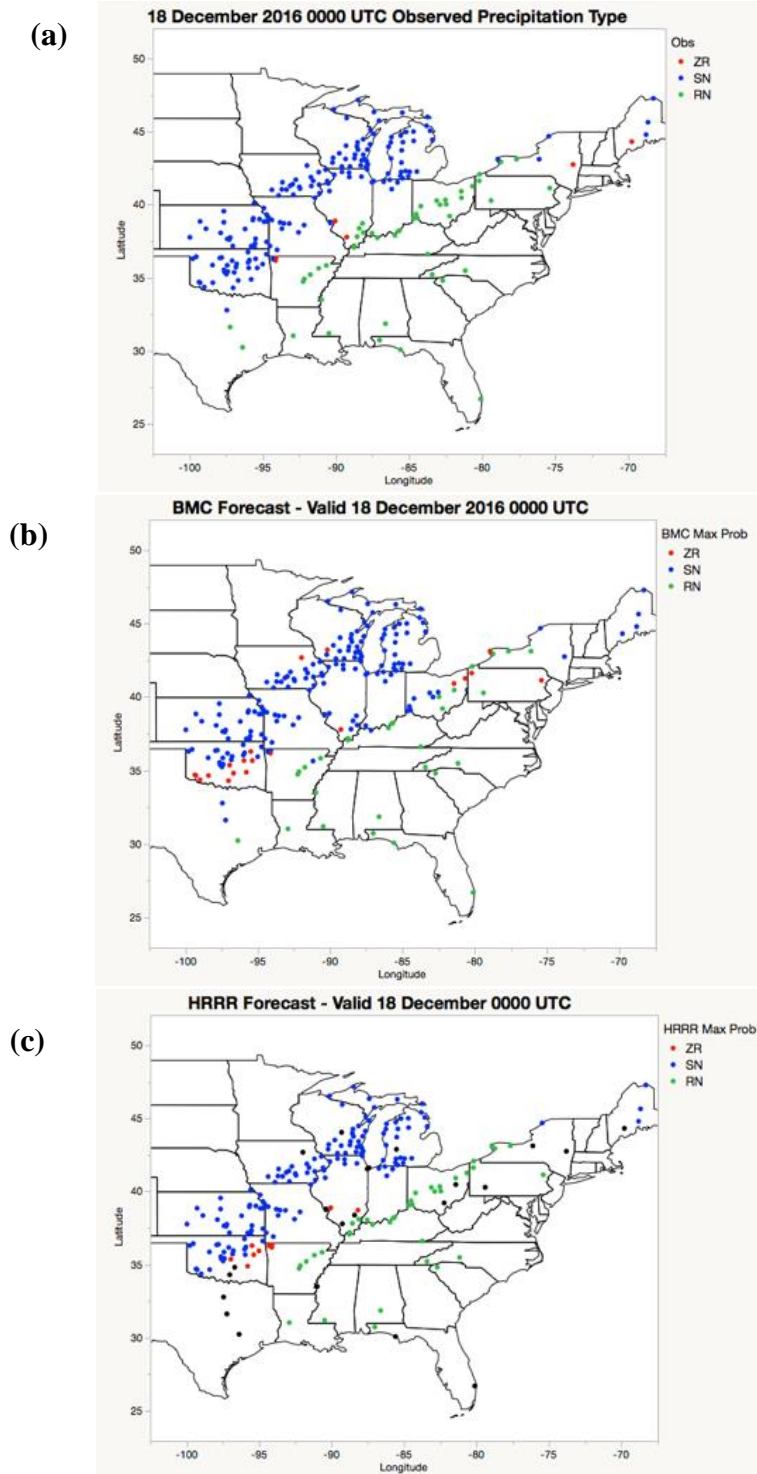 (a)
18 December 2016 0000 UTC Observed Precipitation Type
Obs
ZR
SN
RN
50
45
40
35
30
25
Latitude
-100 -95 -90 -85 -80 -75 -70
Longitude
(b)
BMC Forecast - Valid 18 December 2016 0000 UTC
BMC Max Prob
ZR
SN
RN
50
45
40
35
30
25
Latitude
-100 -95 -90 -85 -80 -75 -70
Longitude
(c)
HRRR Forecast - Valid 18 December 0000 UTC
HRRR Max Prob
ZR
SN
RN
50
45
40
35
30
25
Latitude
-100 -95 -90 -85 -80 -75 -70
Longitude